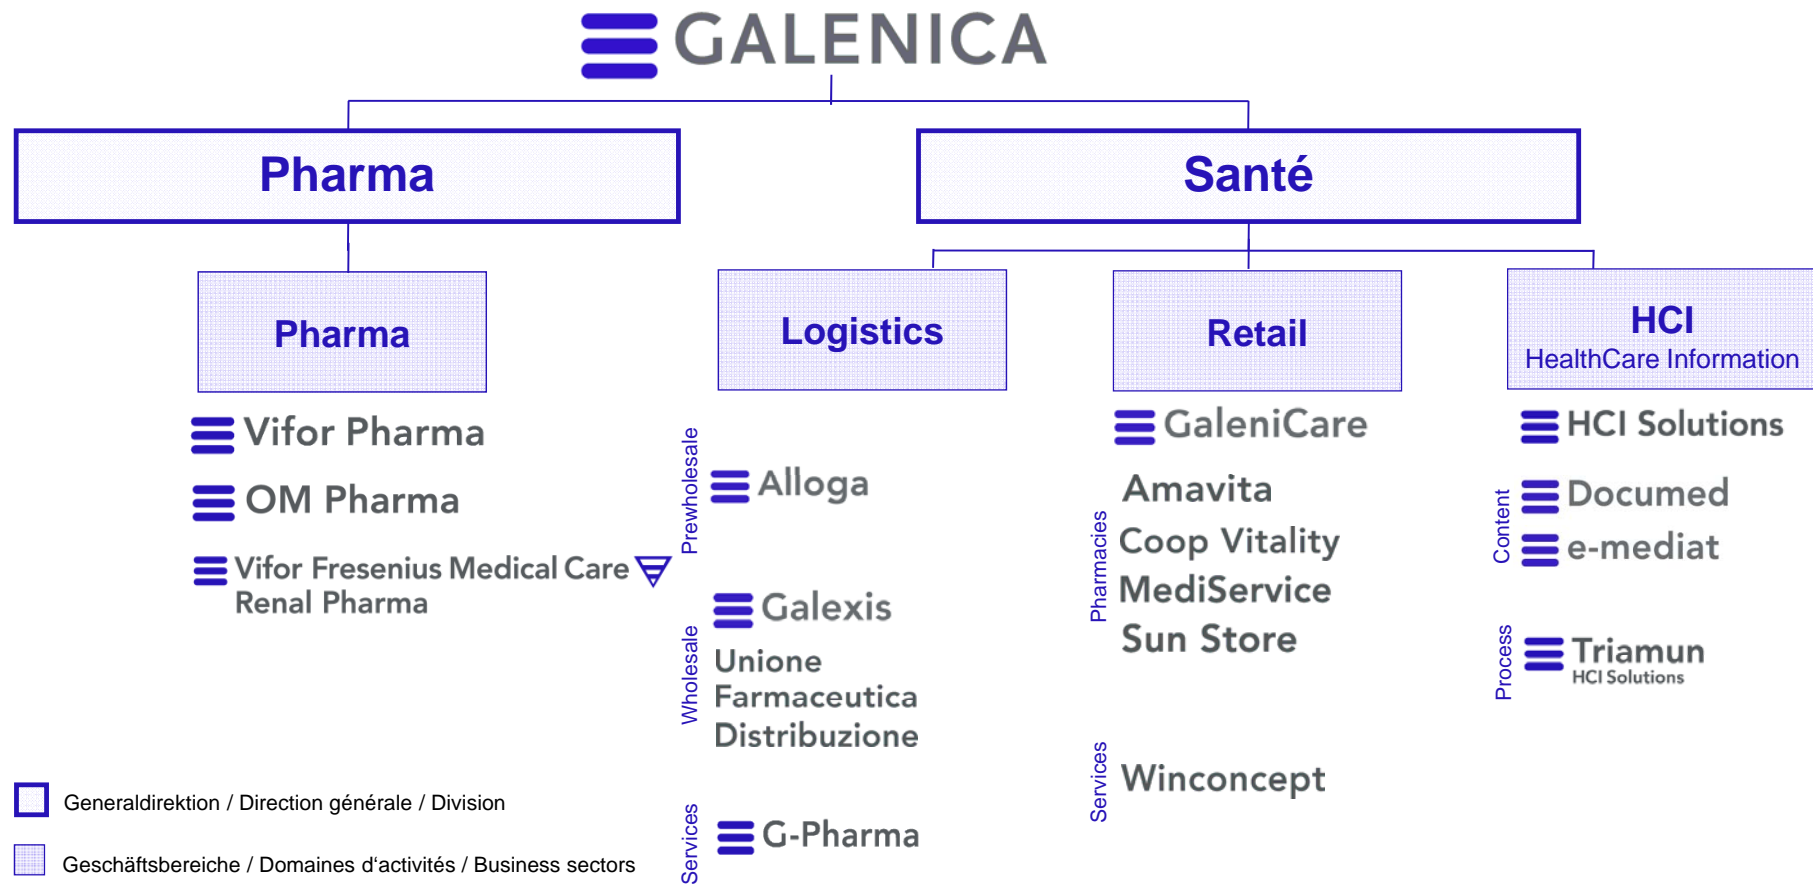 GALENICA
Pharma
Santé
Pharma
Logistics
Retail
HCI
HealthCare Information
Vifor Pharma
OM Pharma
Vifor Fresenius Medical Care
Renal Pharma
Prewholesale
Alloga
Wholesale
Galexis
Unione
Farmaceutica
Distribuzione
Services
G-Pharma
GaleniCare
Pharmacies
Amavita
Coop Vitality
MediService
Sun Store
Services
Winconcept
HCI Solutions
Content
Documed
e-mediat
Process
Triamun
HCI Solutions
Generaldirektion / Direction générale / Division
Geschäftsbereiche / Domaines d‘activités / Business sectors